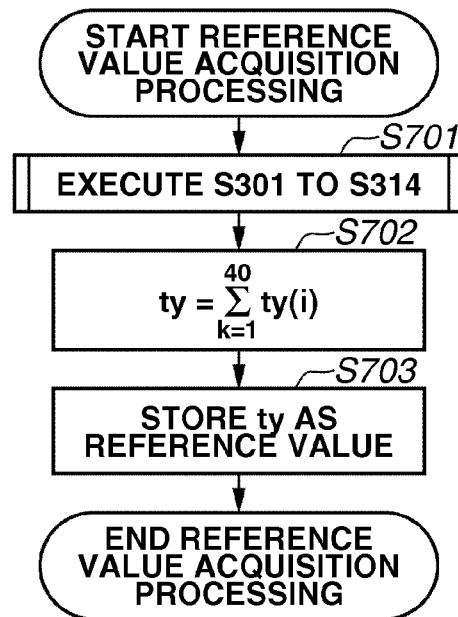 START REFERENCE
VALUE ACQUISITION
PROCESSING
S701
EXECUTE S301 TO S314
S702
40
ty = Σ ty(i)
k=1
S703
STORE ty AS
REFERENCE VALUE
END REFERENCE
VALUE ACQUISITION
PROCESSING